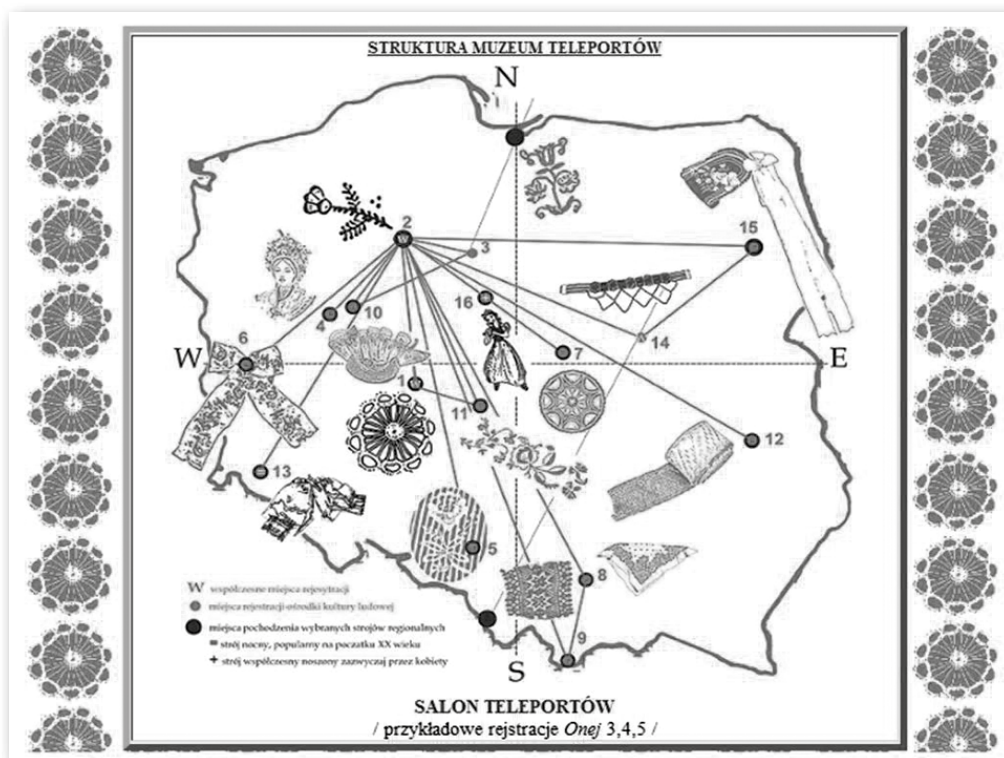 STRUKTURA MUZEUM TELEPORTÓW
N
2
W
3
15
16
4
10
14
6
7
W
E
1
W
11
12
13
5
8
9
W współczesne miejsca rejesytracji
miejsca rejestracji-ośrodki kultury ludowej
miejsca pochodzenia wybranych strojów regionalnych
strój nocny, popularny na początku XX wieku
strój współczesny noszony zazwyczaj przez kobiety
S
SALON TELEPORTÓW
/ przykładowe rejstracje Onej 3,4,5 /